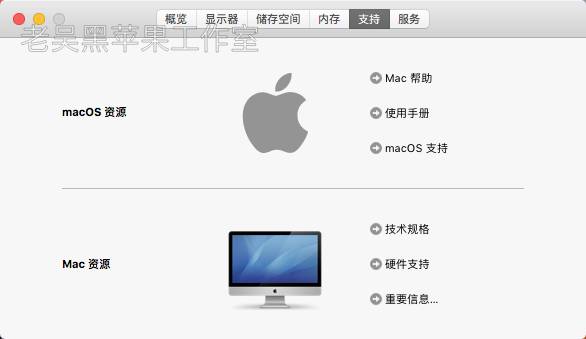 概览 显示器 储存空间 内存 支持 服务
老吴黑苹果工作室
macOS 资源
Mac 帮助
使用手册
macOS 支持
Mac 资源
技术规格
硬件支持
重要信息...